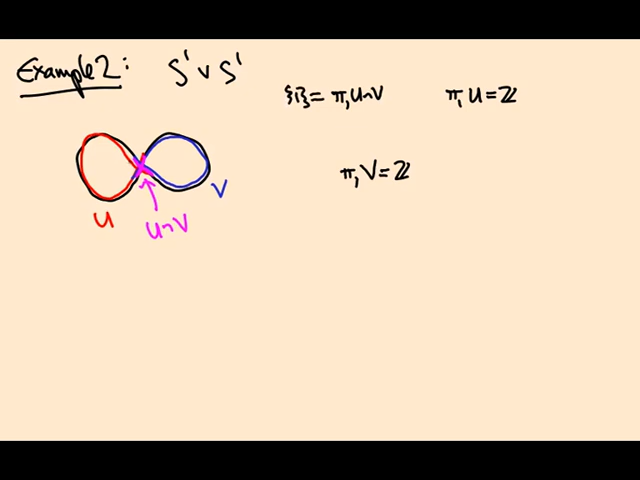 Example 2: S¹ ∨ S¹
{1} = π₁ U∩V π₁ U = ℤ
π₁ V = ℤ
U
V
U∩V